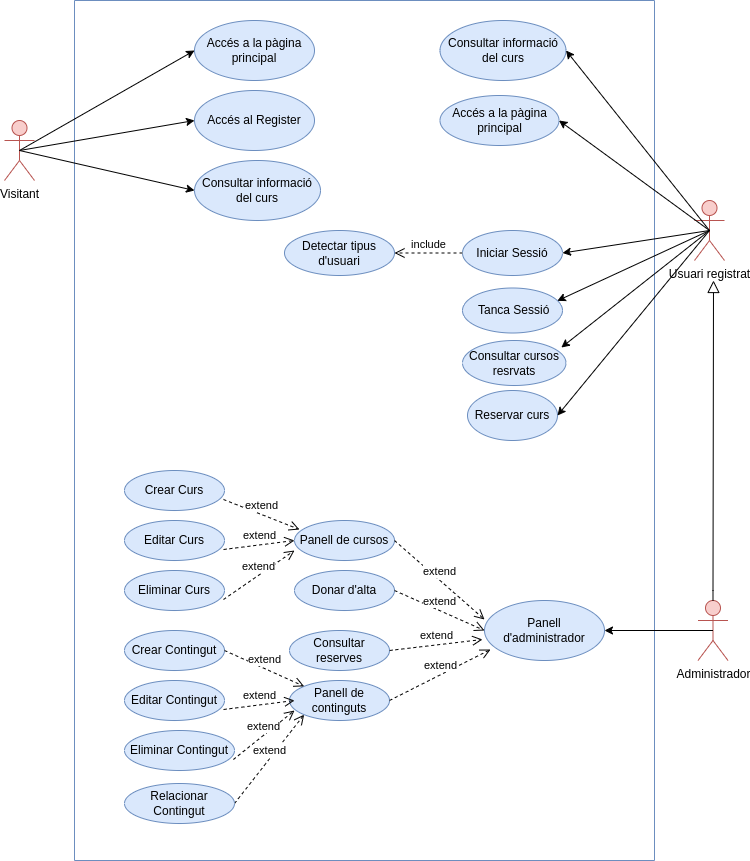 Accés a la pàgina
principal
Accés al Register
Consultar informació
del curs
Visitant
Consultar informació
del curs
Accés a la pàgina
principal
Detectar tipus
d'usuari
include
Iniciar Sessió
Tanca Sessió
Consultar cursos
resrvats
Reservar curs
Usuari registrat
Crear Curs
extend
Editar Curs
extend
Eliminar Curs
extend
Panell de cursos
extend
Donar d'alta
extend
Consultar
reserves
extend
Panell de
continguts
extend
Crear Contingut
extend
Editar Contingut
extend
Eliminar Contingut
extend
Relacionar
Contingut
extend
Panell
d'administrador
Administrador